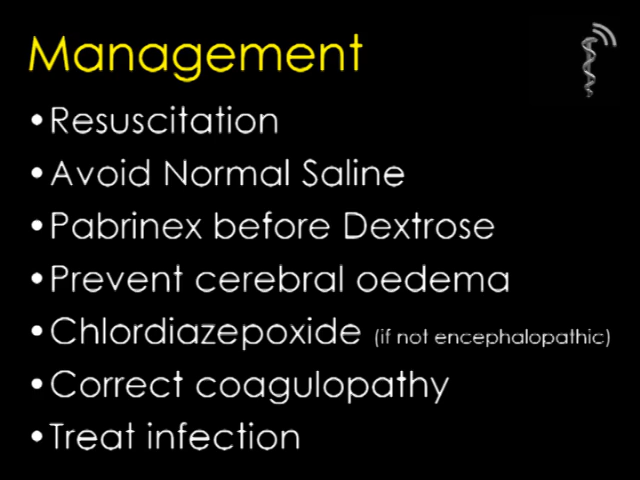 Management
•Resuscitation
•Avoid Normal Saline
•Pabrinex before Dextrose
•Prevent cerebral oedema
•Chlordiazepoxide (if not encephalopathic)
•Correct coagulopathy
•Treat infection